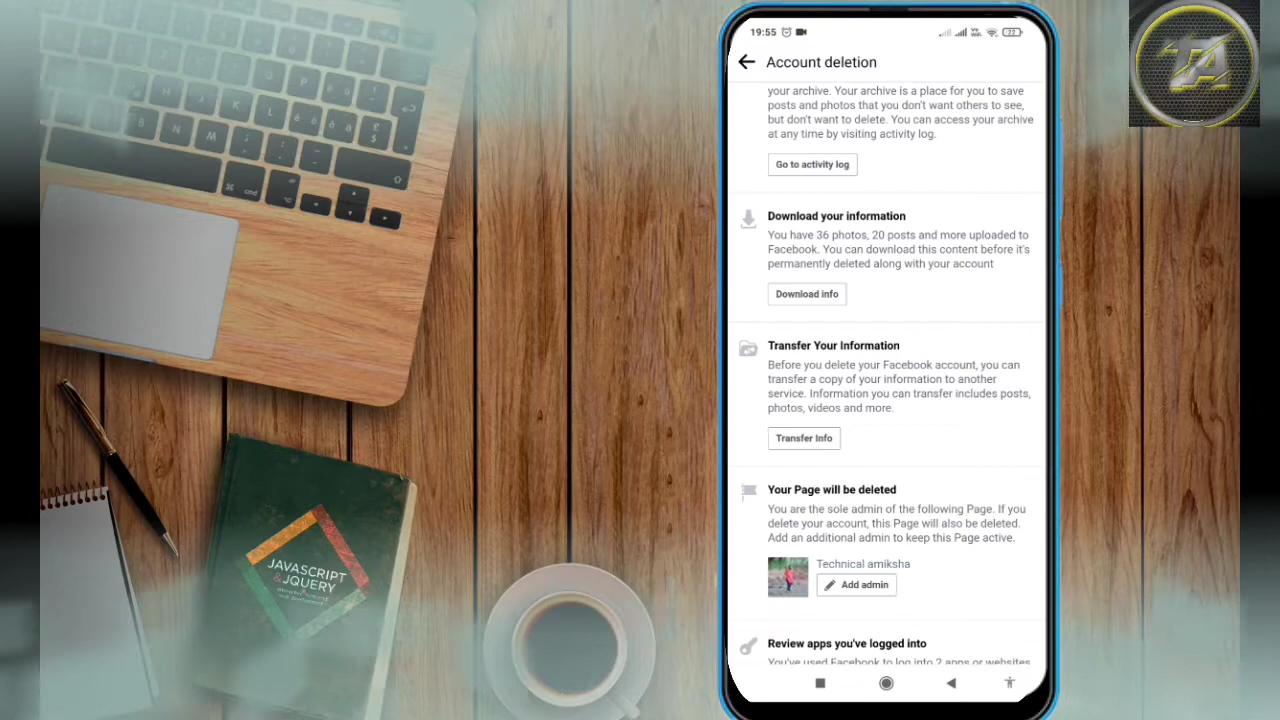 19:55
22
Account deletion
your archive. Your archive is a place for you to save
posts and photos that you don't want others to see,
but don't want to delete. You can access your archive
at any time by visiting activity log.
Go to activity log
Download your information
You have 36 photos, 20 posts and more uploaded to
Facebook. You can download this content before it's
permanently deleted along with your account
Download info
Transfer Your Information
Before you delete your Facebook account, you can
transfer a copy of your information to another
service. Information you can transfer includes posts,
photos, videos and more.
Transfer Info
Your Page will be deleted
You are the sole admin of the following Page. If you
delete your account, this Page will also be deleted.
Add an additional admin to keep this Page active.
Technical amiksha
Add admin
Review apps you've logged into
You've used Facebook to log into 2 apps or websites
TA
JAVASCRIPT
& JQUERY
cmd